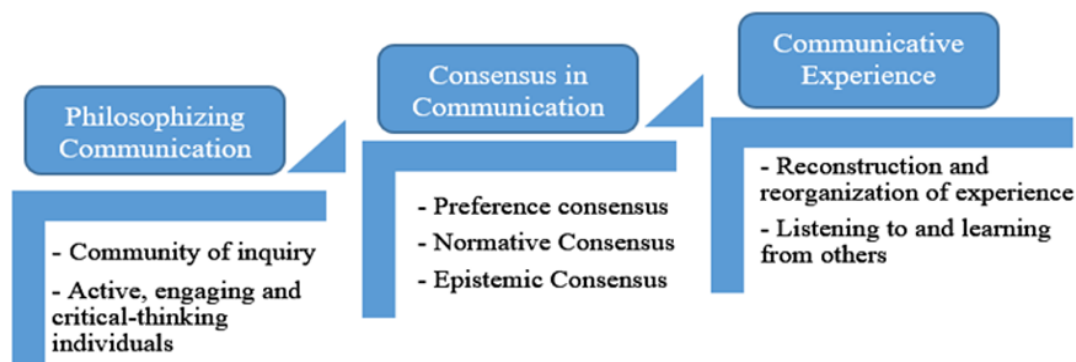 Philosophizing
Communication
- Community of inquiry
- Active, engaging and
critical-thinking
individuals
Consensus in
Communication
- Preference consensus
- Normative Consensus
- Epistemic Consensus
Communicative
Experience
- Reconstruction and
reorganization of experience
- Listening to and learning
from others